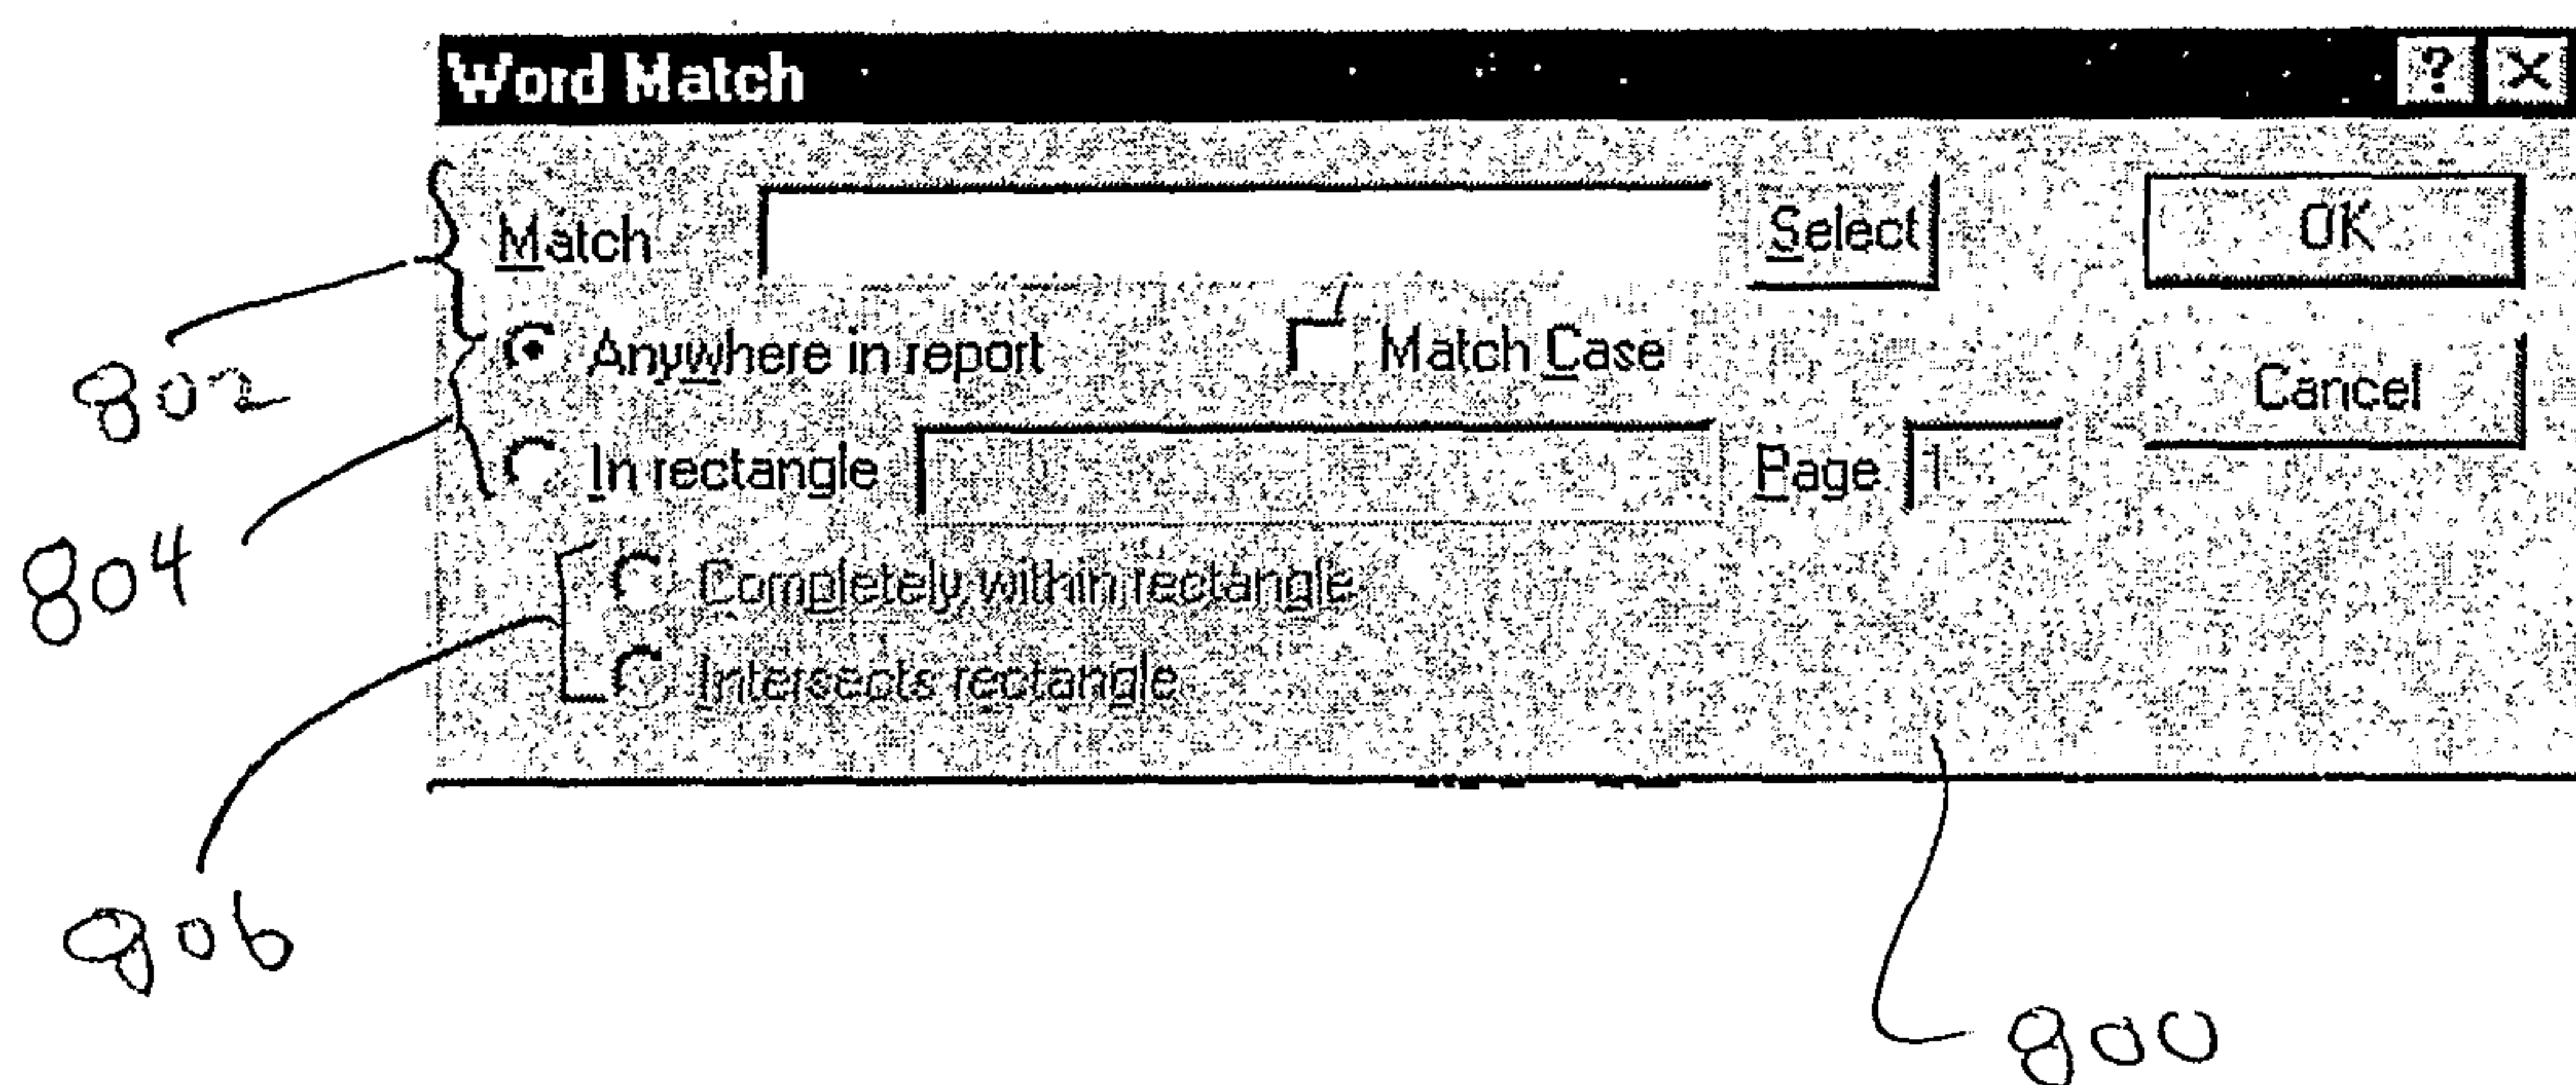 Word Match ? X
Match Select OK
802
Anywhere in report Match Case Cancel
In rectangle Page 1
804
Completely within rectangle
Intersects rectangle
806
800